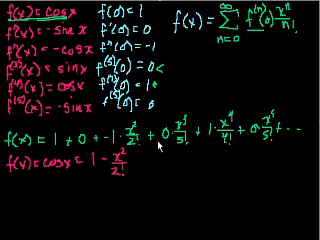 f(x) = cos x
f'(x) = -sin x
f''(x) = -cos x
f⁽³⁾(x) = sin x
f⁽⁴⁾(x) = cos x
f⁽⁵⁾(x) = -sin x
f(0) = 1
f'(0) = 0
f''(0) = -1
f⁽³⁾(0) = 0
f⁽⁴⁾(0) = 1
f⁽⁵⁾(0) = 0
f(x) = ∑_{n=0}^{∞} f⁽ⁿ⁾(0) xⁿ/n!
f(x) = 1 + 0 + -1 · x²/2! + 0 · x³/3! + 1 · x⁴/4! + 0 · x⁵/5! + ...
f(x) = cos x = 1 - x²/2!